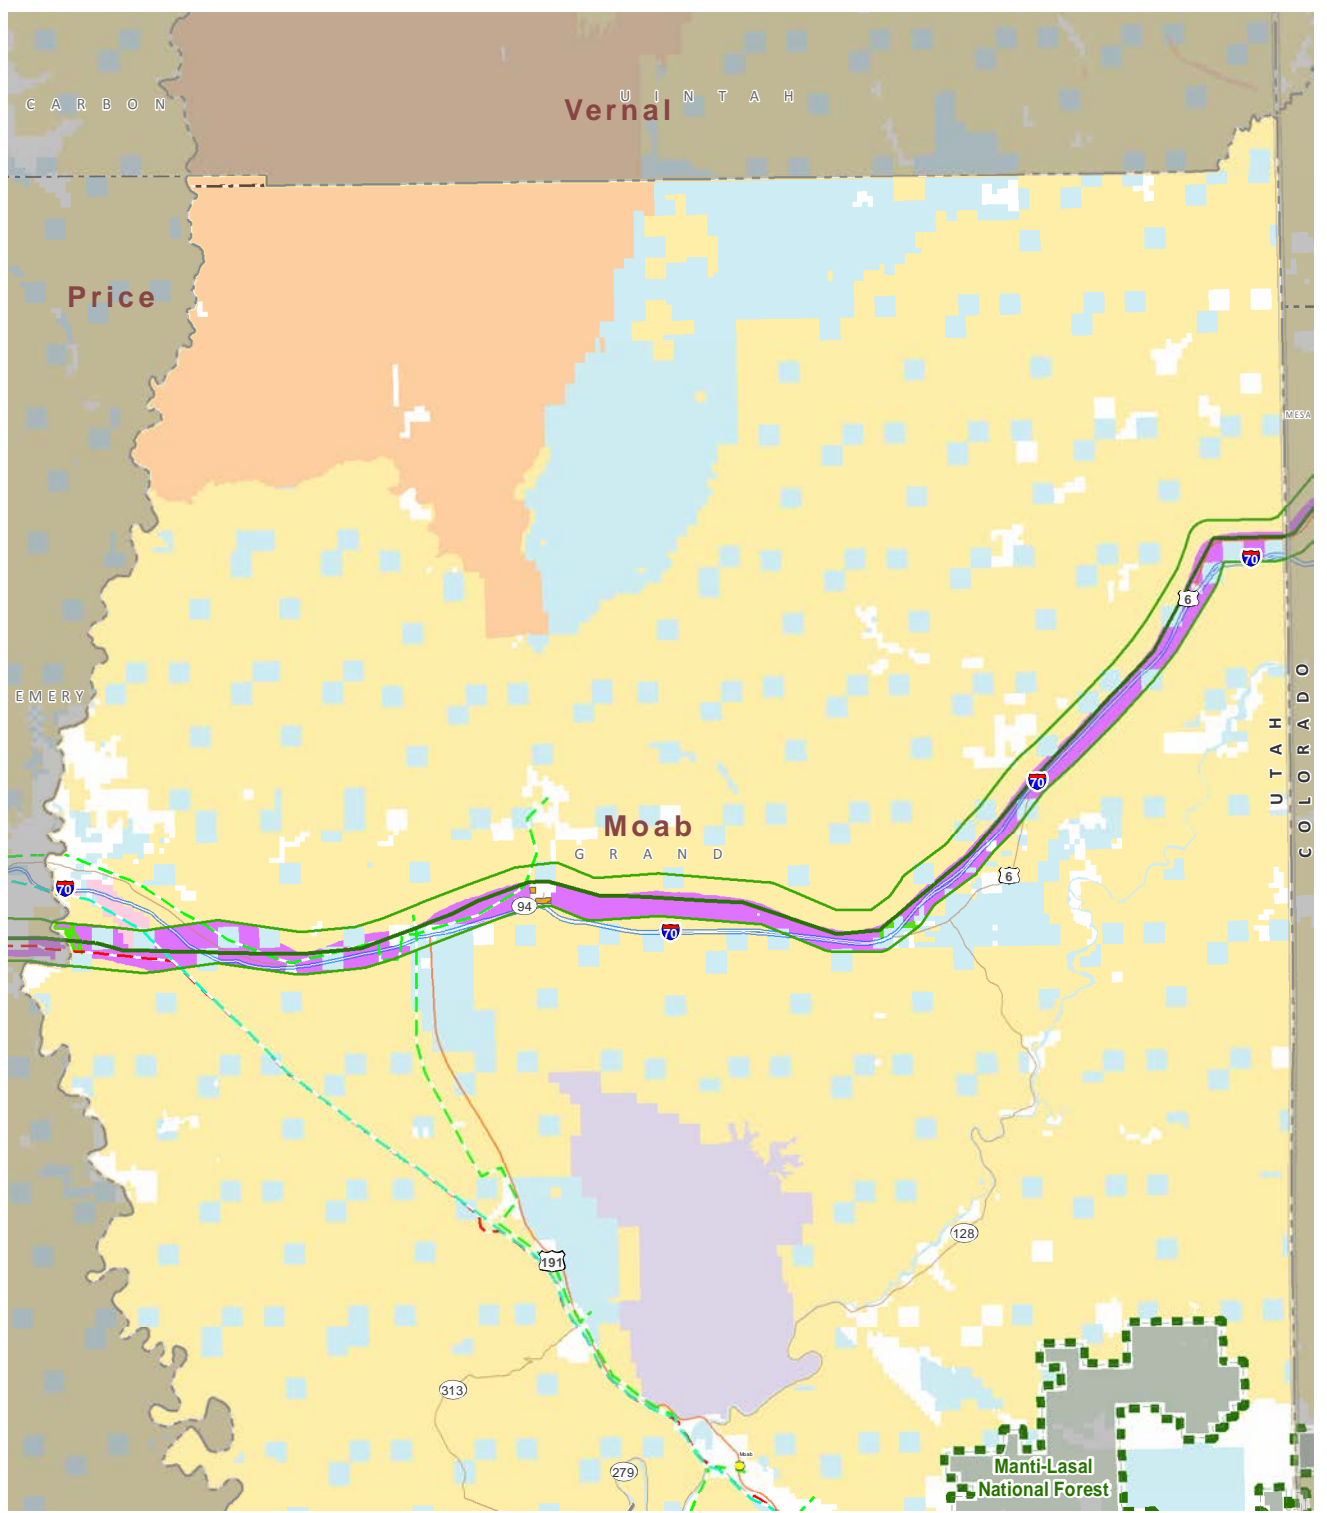 UINTAH
CARBON
Vernal
Price
MESA
70
6
EMERY
UTAH
COLORADO
70
Moab
GRAND
6
70
94
70
128
191
313
Moab
279
Manti-Lasal
National Forest